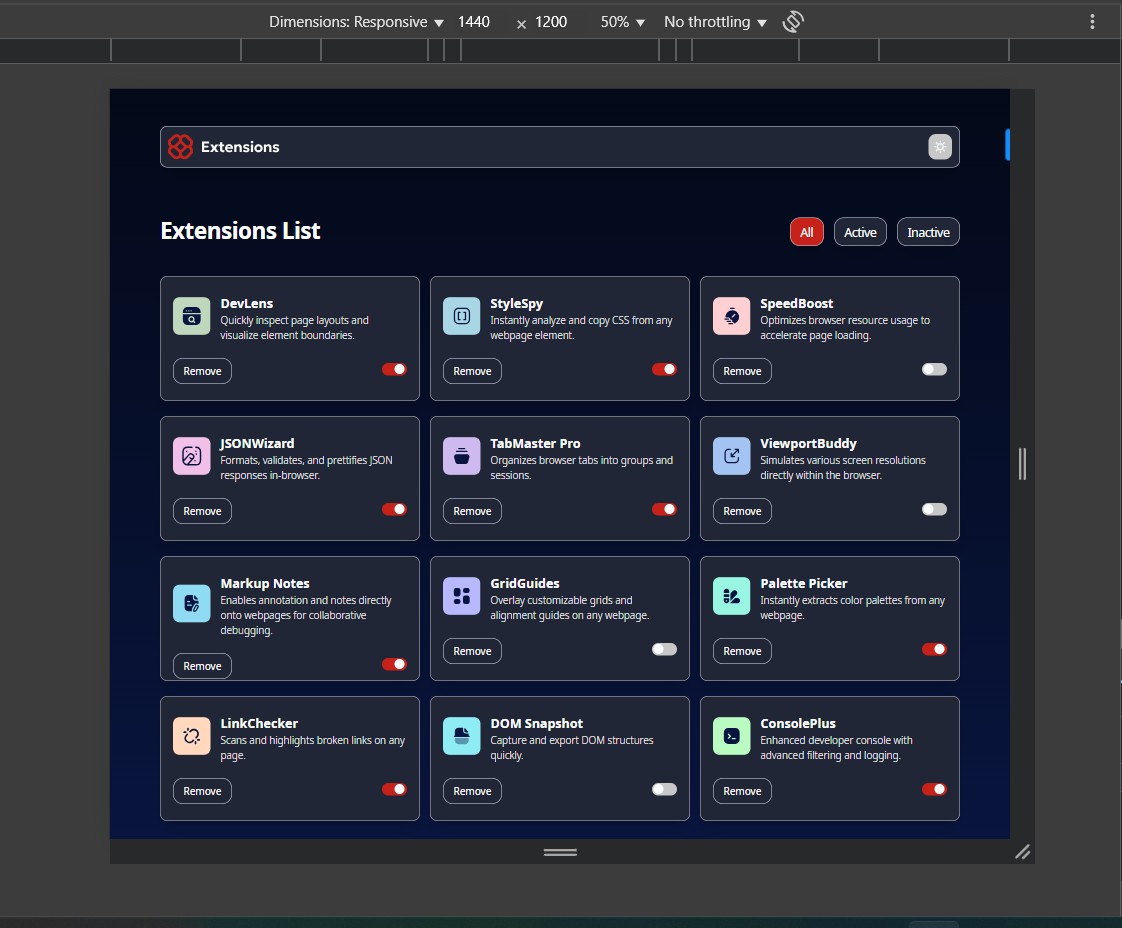 Dimensions: Responsive 1440 × 1200 50% No throttling
Extensions
Extensions List
All Active Inactive
DevLens
Quickly inspect page layouts and
visualize element boundaries.
Remove
StyleSpy
Instantly analyze and copy CSS from any
webpage element.
Remove
SpeedBoost
Optimizes browser resource usage to
accelerate page loading.
Remove
JSONWizard
Formats, validates, and prettifies JSON
responses in-browser.
Remove
TabMaster Pro
Organizes browser tabs into groups and
sessions.
Remove
ViewportBuddy
Simulates various screen resolutions
directly within the browser.
Remove
Markup Notes
Enables annotation and notes directly
onto webpages for collaborative
debugging.
Remove
GridGuides
Overlay customizable grids and
alignment guides on any webpage.
Remove
Palette Picker
Instantly extracts color palettes from any
webpage.
Remove
LinkChecker
Scans and highlights broken links on any
page.
Remove
DOM Snapshot
Capture and export DOM structures
quickly.
Remove
ConsolePlus
Enhanced developer console with
advanced filtering and logging.
Remove